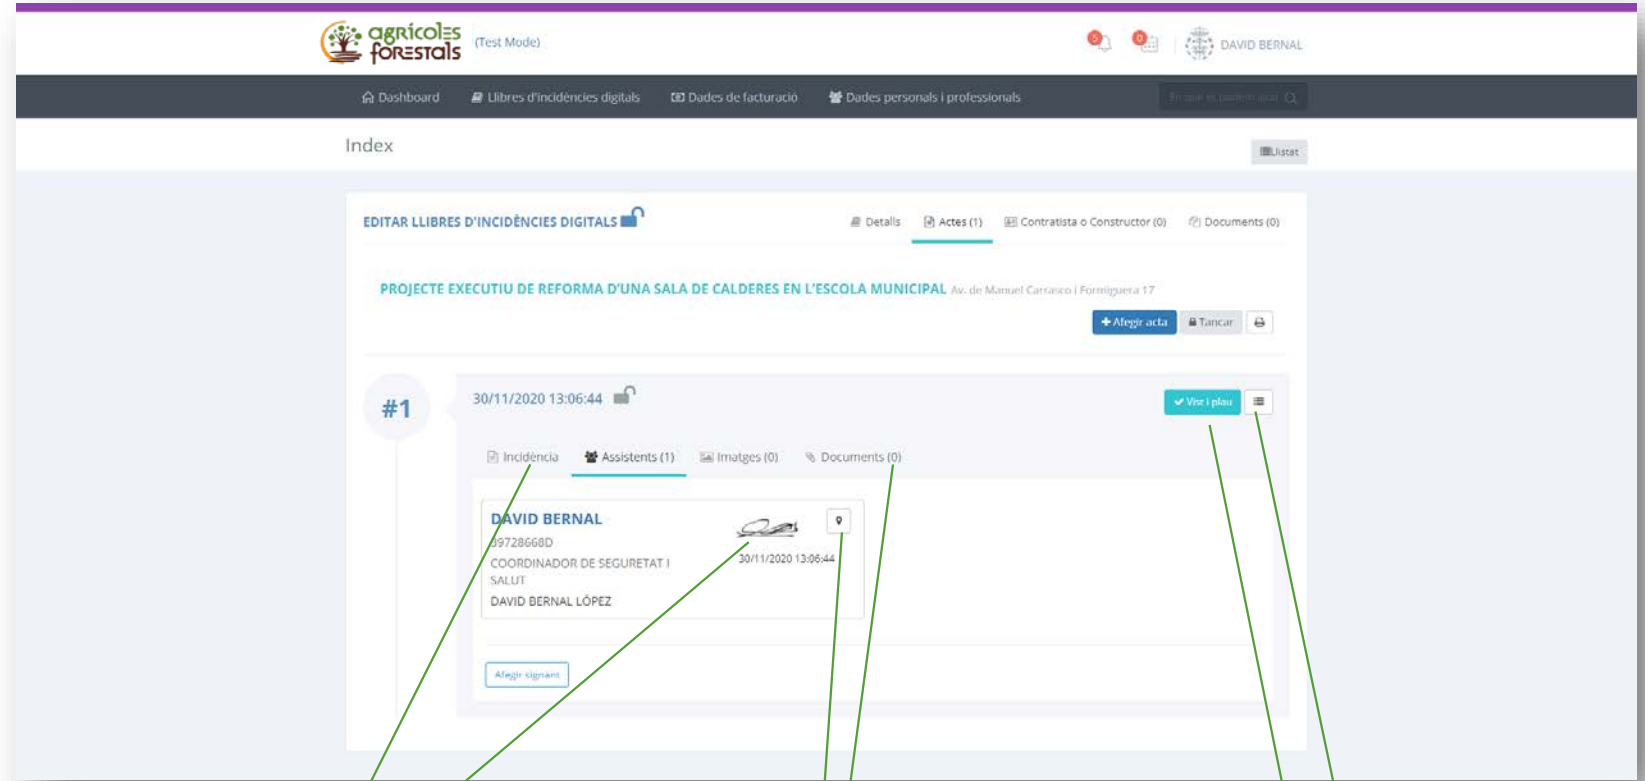 agrícoles
forestals
(Test Mode)
5
0
DAVID BERNAL
Dashboard
Llibres d'incidències digitals
Dades de facturació
Dades personals i professionals
Index
Llistat
EDITAR LLIBRES D'INCIDÈNCIES DIGITALS
Detalls
Actes (1)
Contratista o Constructor (0)
Documents (0)
PROJECTE EXECUTIU DE REFORMA D'UNA SALA DE CALDERES EN L'ESCOLA MUNICIPAL Av. de Manuel Carrasco i Formiguera 17
Afegir acta
Tancar
#1
30/11/2020 13:06:44
Vist i plau
Incidència
Assistents (1)
Imatges (0)
Documents (0)
DAVID BERNAL
39728668D
30/11/2020 13:06:44
COORDINADOR DE SEGURETAT I
SALUT
DAVID BERNAL LÓPEZ
Afegir signant